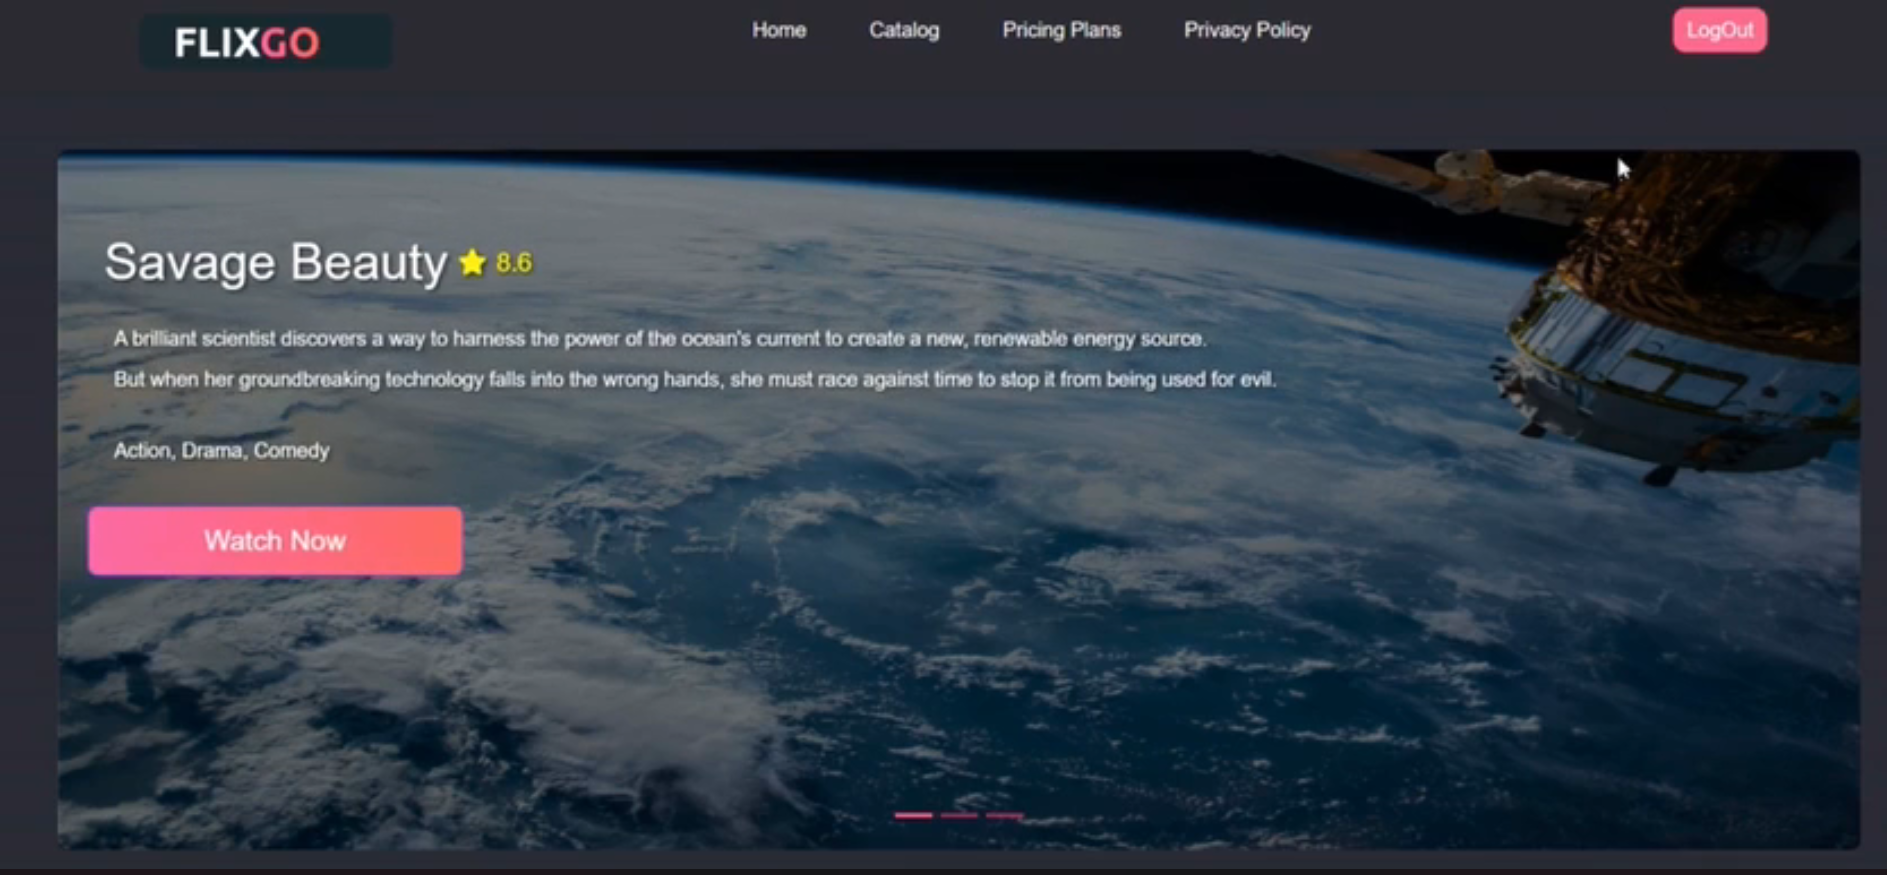 FLIXGO
Home
Catalog
Pricing Plans
Privacy Policy
LogOut
Savage Beauty 8.6
A brilliant scientist discovers a way to harness the power of the ocean's current to create a new, renewable energy source.
But when her groundbreaking technology falls into the wrong hands, she must race against time to stop it from being used for evil.
Action, Drama, Comedy
Watch Now